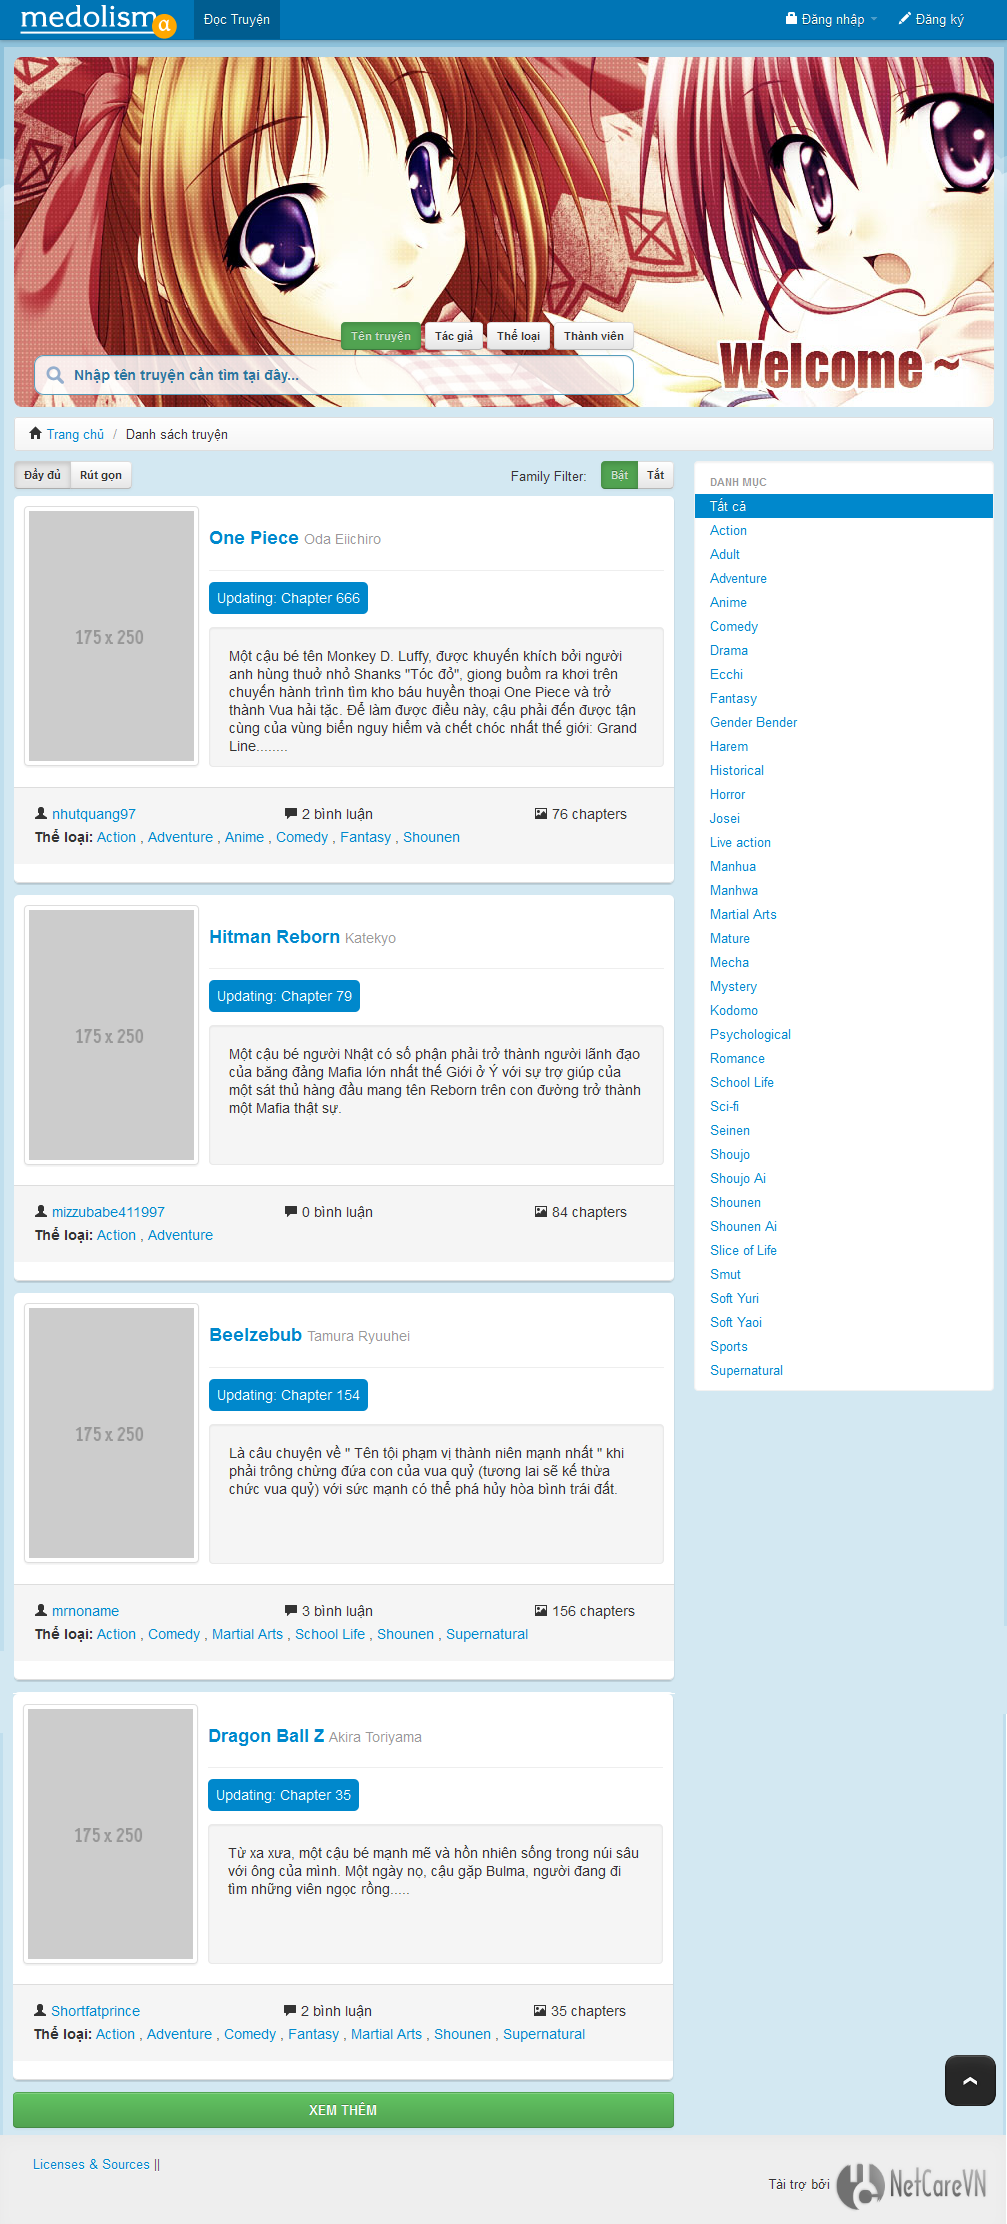 medolism α
Đọc Truyện
Đăng nhập
Đăng ký
Tên truyện
Tác giả
Thể loại
Thành viên
Nhập tên truyện cần tìm tại đây...
Welcome ~
Trang chủ / Danh sách truyện
Đầy đủ
Rút gọn
Family Filter:
Bật
Tắt
175 x 250
One Piece Oda Eiichiro
Updating: Chapter 666
Một cậu bé tên Monkey D. Luffy, được khuyến khích bởi người
anh hùng thuở nhỏ Shanks "Tóc đỏ", giong buồm ra khơi trên
chuyến hành trình tìm kho báu huyền thoại One Piece và trở
thành Vua hải tặc. Để làm được điều này, cậu phải đến được tận
cùng của vùng biển nguy hiểm và chết chóc nhất thế giới: Grand
Line........
nhutquang97
2 bình luận
76 chapters
Thể loại: Action , Adventure , Anime , Comedy , Fantasy , Shounen
175 x 250
Hitman Reborn Katekyo
Updating: Chapter 79
Một cậu bé người Nhật có số phận phải trở thành người lãnh đạo
của băng đảng Mafia lớn nhất thế Giới ở Ý với sự trợ giúp của
một sát thủ hàng đầu mang tên Reborn trên con đường trở thành
một Mafia thật sự.
mizzubabe411997
0 bình luận
84 chapters
Thể loại: Action , Adventure
175 x 250
Beelzebub Tamura Ryuuhei
Updating: Chapter 154
Là câu chuyện về " Tên tội phạm vị thành niên mạnh nhất " khi
phải trông chừng đứa con của vua quỷ (tương lai sẽ kế thừa
chức vua quỷ) với sức mạnh có thể phá hủy hòa bình trái đất.
mrnoname
3 bình luận
156 chapters
Thể loại: Action , Comedy , Martial Arts , School Life , Shounen , Supernatural
175 x 250
Dragon Ball Z Akira Toriyama
Updating: Chapter 35
Từ xa xưa, một cậu bé mạnh mẽ và hồn nhiên sống trong núi sâu
với ông của mình. Một ngày nọ, cậu gặp Bulma, người đang đi
tìm những viên ngọc rồng.....
Shortfatprince
2 bình luận
35 chapters
Thể loại: Action , Adventure , Comedy , Fantasy , Martial Arts , Shounen , Supernatural
XEM THÊM
DANH MỤC
Tất cả
Action
Adult
Adventure
Anime
Comedy
Drama
Ecchi
Fantasy
Gender Bender
Harem
Historical
Horror
Josei
Live action
Manhua
Manhwa
Martial Arts
Mature
Mecha
Mystery
Kodomo
Psychological
Romance
School Life
Sci-fi
Seinen
Shoujo
Shoujo Ai
Shounen
Shounen Ai
Slice of Life
Smut
Soft Yuri
Soft Yaoi
Sports
Supernatural
Licenses & Sources ||
Tài trợ bởi NetCareVN